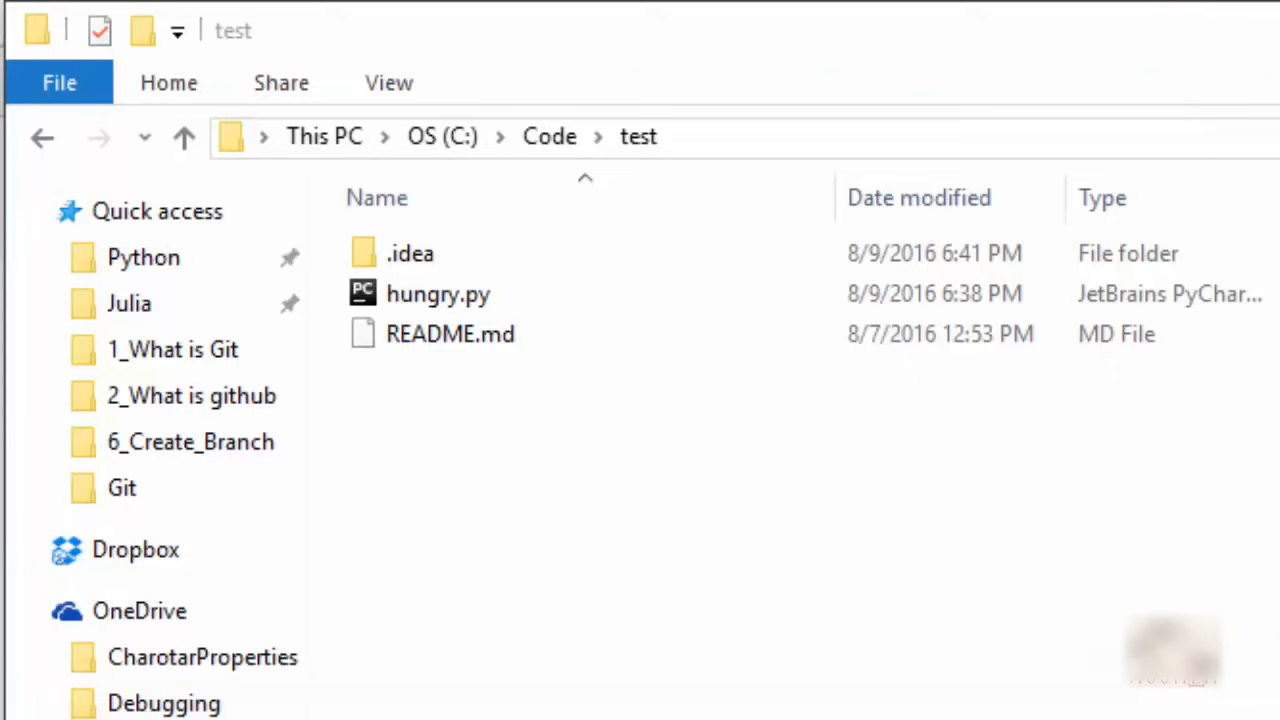 test
File Home Share View
This PC OS (C:) Code test
Name Date modified Type
Quick access
Python
Julia
1_What is Git
2_What is github
6_Create_Branch
Git
Dropbox
OneDrive
CharotarProperties
Debugging
.idea 8/9/2016 6:41 PM File folder
PC hungry.py 8/9/2016 6:38 PM JetBrains PyChar...
README.md 8/7/2016 12:53 PM MD File